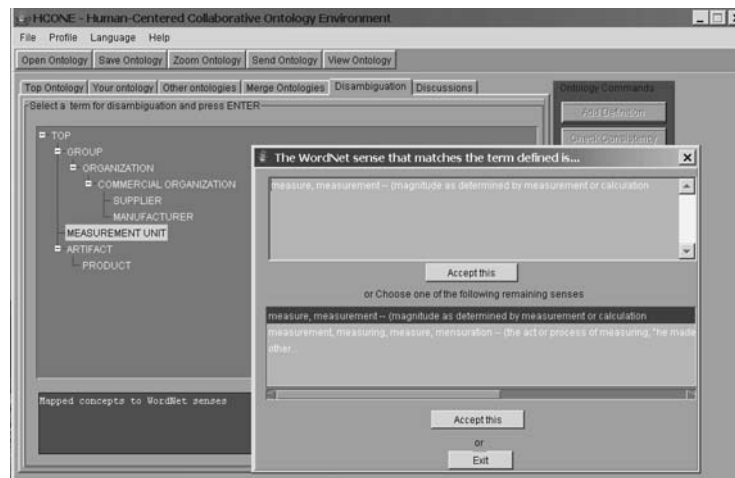 HCONE - Human-Centered Collaborative Ontology Environment
File Profile Language Help
Open Ontology Save Ontology Zoom Ontology Send Ontology View Ontology
Top Ontology Your ontology Other ontologies Merge Ontologies Disambiguation Discussions
Ontology Commands
Select a term for disambiguation and press ENTER
Add Definition
Check Consistency
TOP
GROUP
ORGANIZATION
COMMERCIAL ORGANIZATION
SUPPLIER
MANUFACTURER
MEASUREMENT UNIT
ARTIFACT
PRODUCT
Mapped concepts to WordNet senses
The WordNet sense that matches the term defined is...
measure, measurement -- (magnitude as determined by measurement or calculation
Accept this
or Choose one of the following remaining senses
measure, measurement -- (magnitude as determined by measurement or calculation
measurement, measuring, measure, mensuration -- (the act or process of measuring; "he made
other...
Accept this
or
Exit